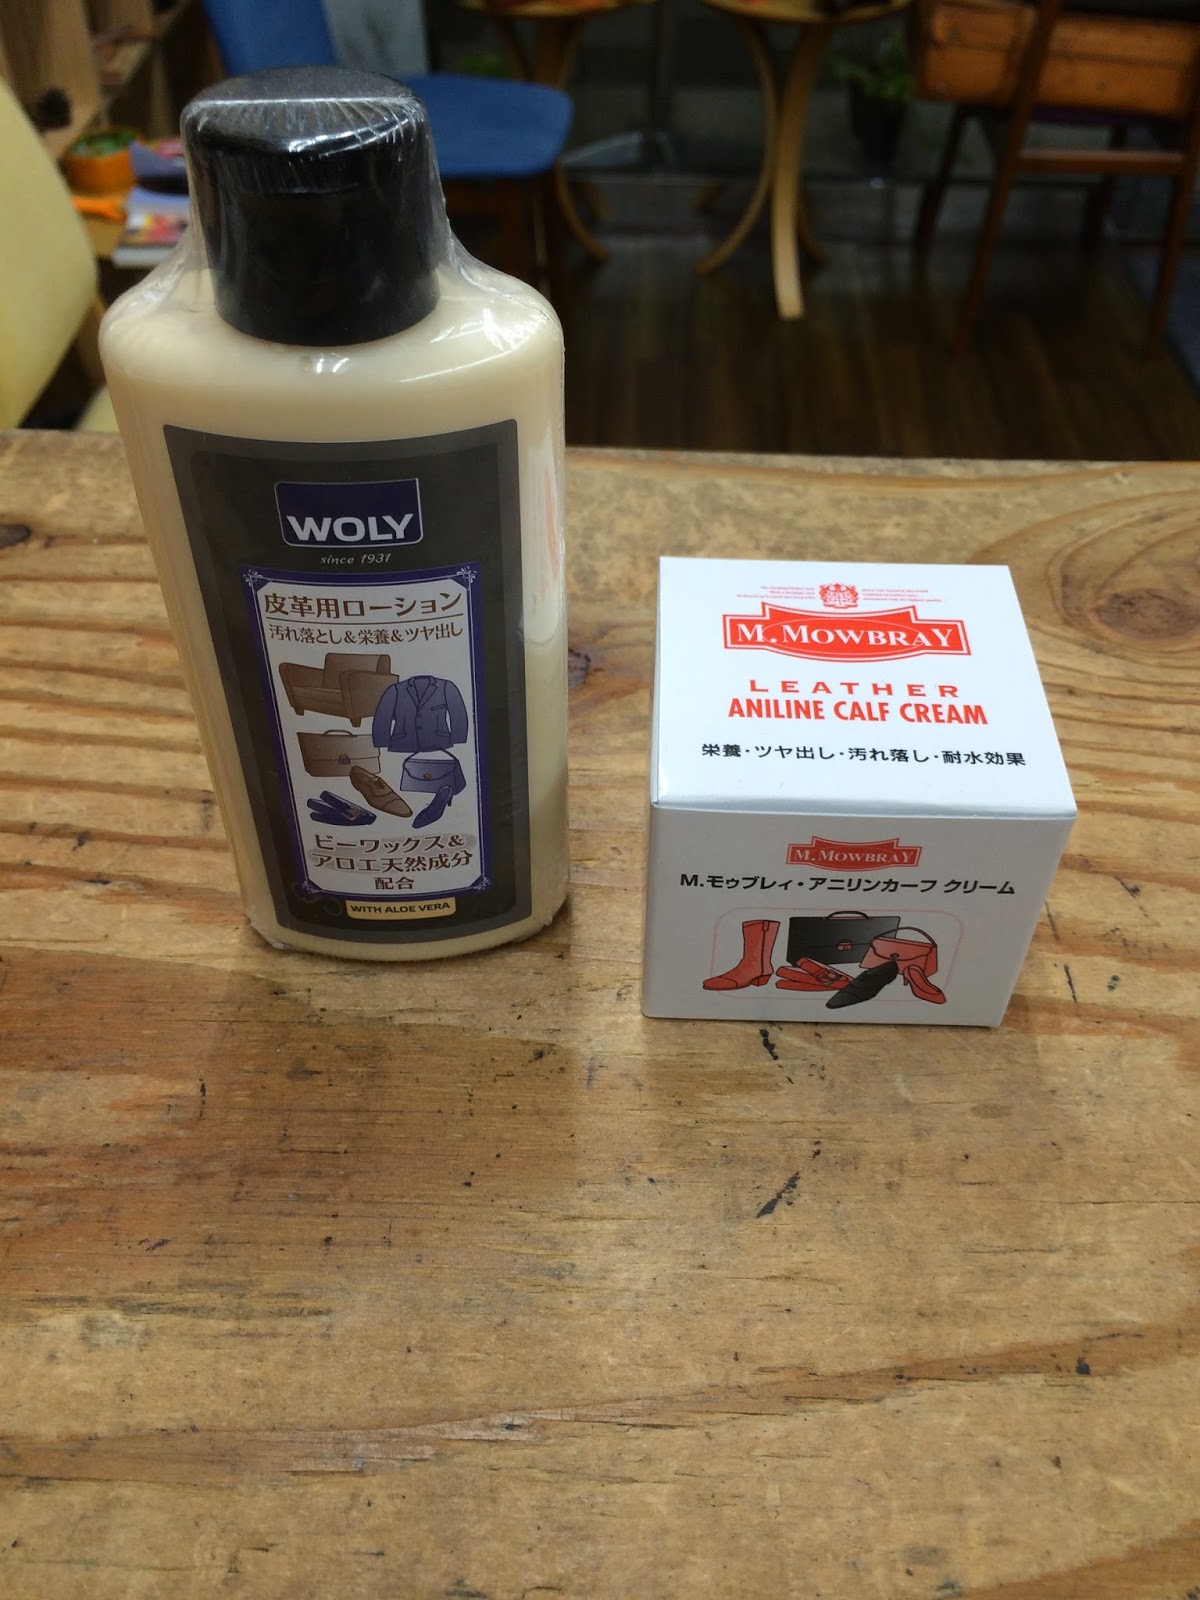 WOLY
since 1931
皮革用ローション
汚れ落とし&栄養&ツヤ出し
ビーワックス&
アロエ天然成分
配合
WITH ALOE VERA
M. MOWBRAY
LEATHER
ANILINE CALF CREAM
栄養・ツヤ出し・汚れ落し・耐水効果
M. MOWBRAY
M.モゥブレィ・アニリンカーフ クリーム